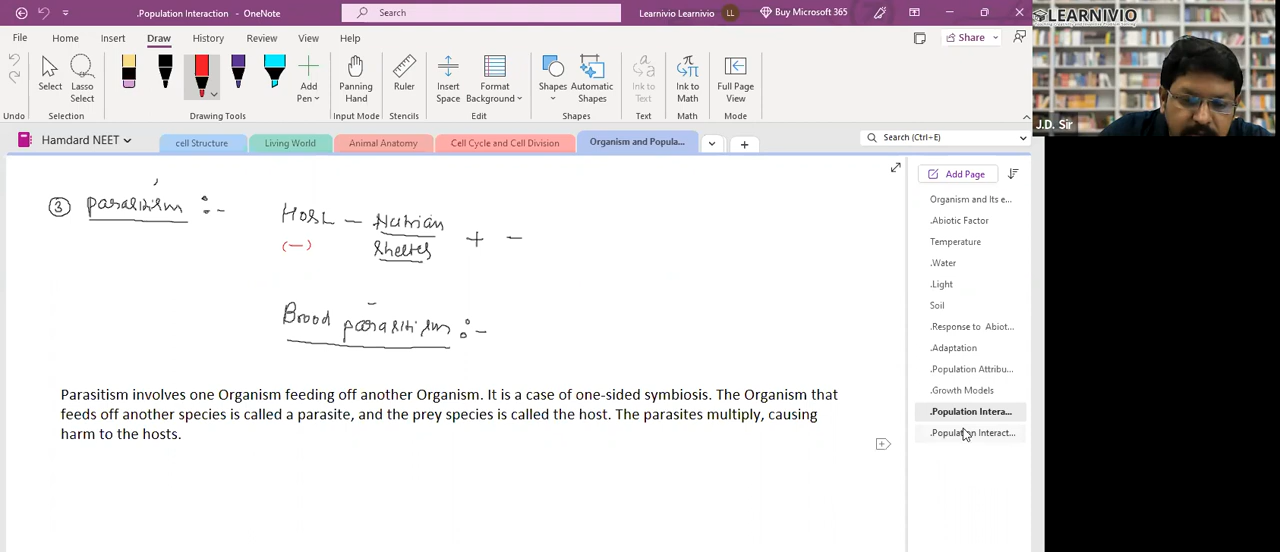 .Population Interaction - OneNote
Search
Learnivio Learnivio
LL
Buy Microsoft 365
LEARNIVIO
File
Home
Insert
Draw
History
Review
View
Help
Share
Select
Lasso Select
Add Pen
Panning Hand
Ruler
Insert Space
Format Background
Shapes
Automatic Shapes
Ink to Text
Ink to Math
Full Page View
Undo
Selection
Drawing Tools
Input Mode
Stencils
Edit
Shapes
Text
Math
Mode
J.D. Sir
Hamdard NEET
cell Structure
Living World
Animal Anatomy
Cell Cycle and Cell Division
Organism and Popula...
Search (Ctrl+E)
Add Page
③ Parasitism :-
Host - Nutrian + -
(-) Shelter
Brood parasitism :-
Parasitism involves one Organism feeding off another Organism. It is a case of one-sided symbiosis. The Organism that
feeds off another species is called a parasite, and the prey species is called the host. The parasites multiply, causing
harm to the hosts.
Organism and Its e...
.Abiotic Factor
Temperature
.Water
.Light
Soil
.Response to Abiot...
.Adaptation
.Population Attribu...
.Growth Models
.Population Intera...
.Population Interact...